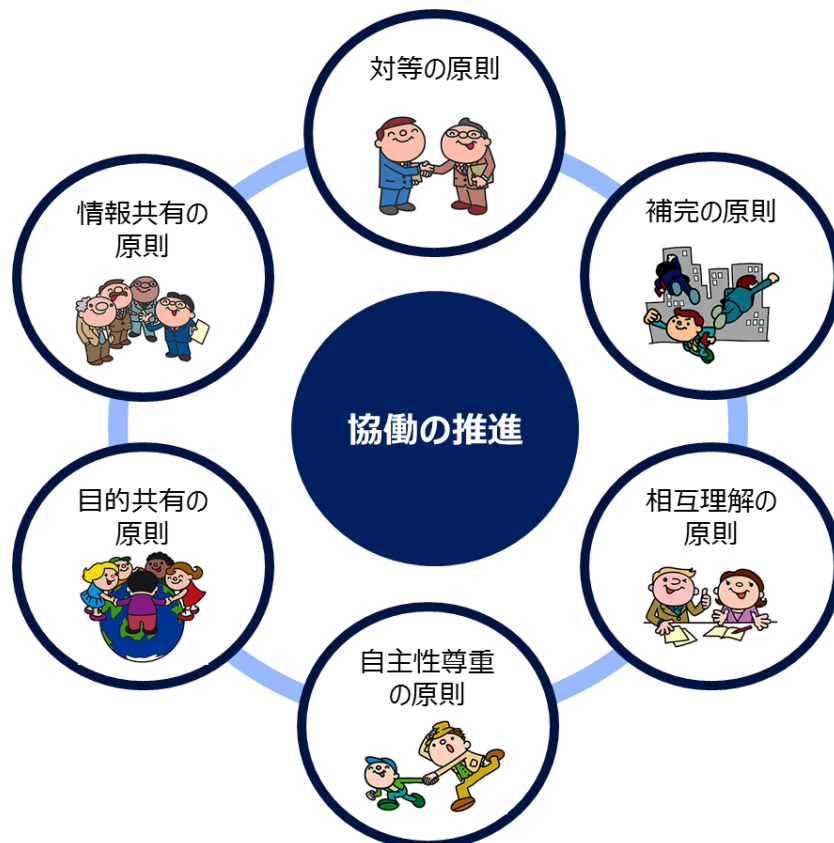 対等の原則
補完の原則
相互理解の
原則
自主性尊重
の原則
目的共有の
原則
情報共有の
原則
協働の推進